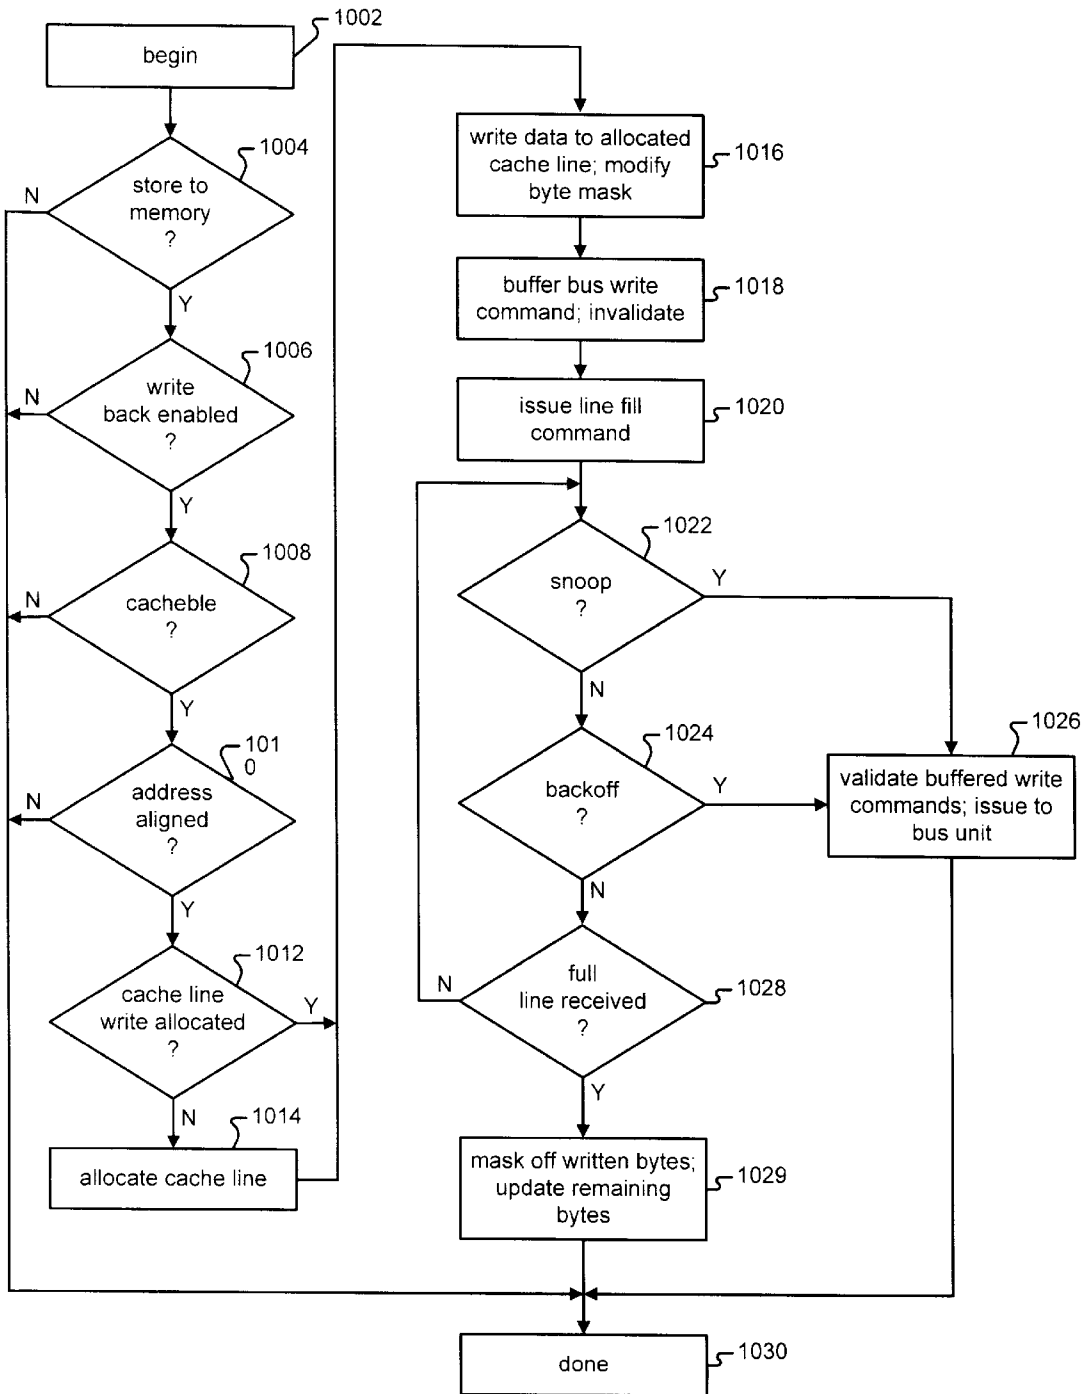 begin
1002
store to
memory
?
1004
N
Y
write
back enabled
?
1006
N
Y
cacheble
?
1008
N
Y
address
aligned
?
101
0
N
Y
cache line
write allocated
?
1012
Y
N
allocate cache line
1014
write data to allocated
cache line; modify
byte mask
1016
buffer bus write
command; invalidate
1018
issue line fill
command
1020
snoop
?
1022
Y
N
backoff
?
1024
Y
N
validate buffered write
commands; issue to
bus unit
1026
full
line received
?
1028
N
Y
mask off written bytes;
update remaining
bytes
1029
done
1030